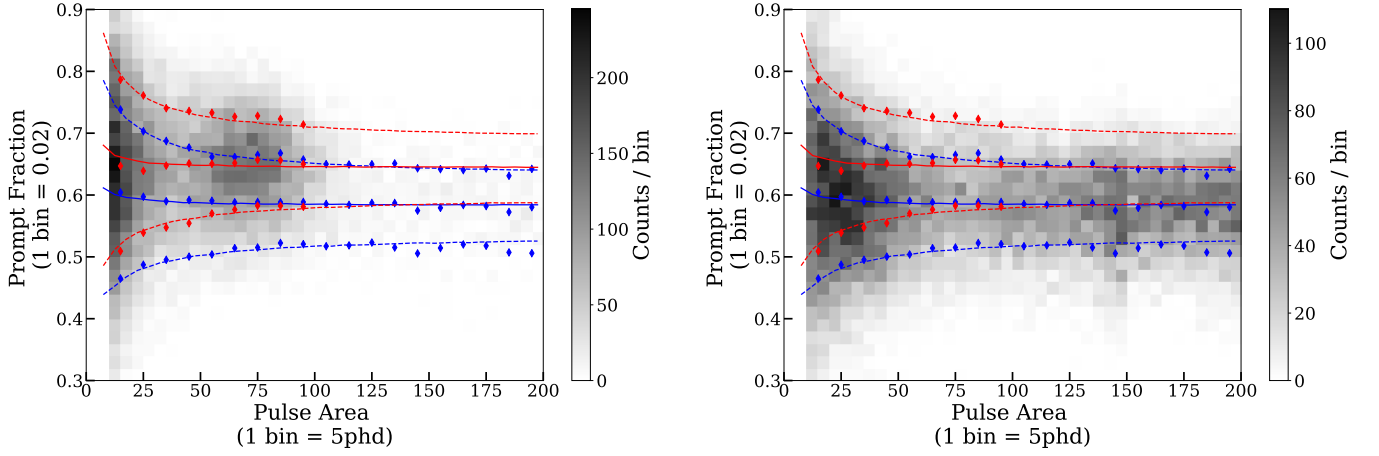 0.9
0.8
0.7
0.6
0.5
0.4
0.3
Prompt Fraction
(1 bin = 0.02)
0 25 50 75 100 125 150 175 200
Pulse Area
(1 bin = 5phd)
200
150
100
50
0
Counts / bin
0.9
0.8
0.7
0.6
0.5
0.4
0.3
Prompt Fraction
(1 bin = 0.02)
0 25 50 75 100 125 150 175 200
Pulse Area
(1 bin = 5phd)
100
80
60
40
20
0
Counts / bin